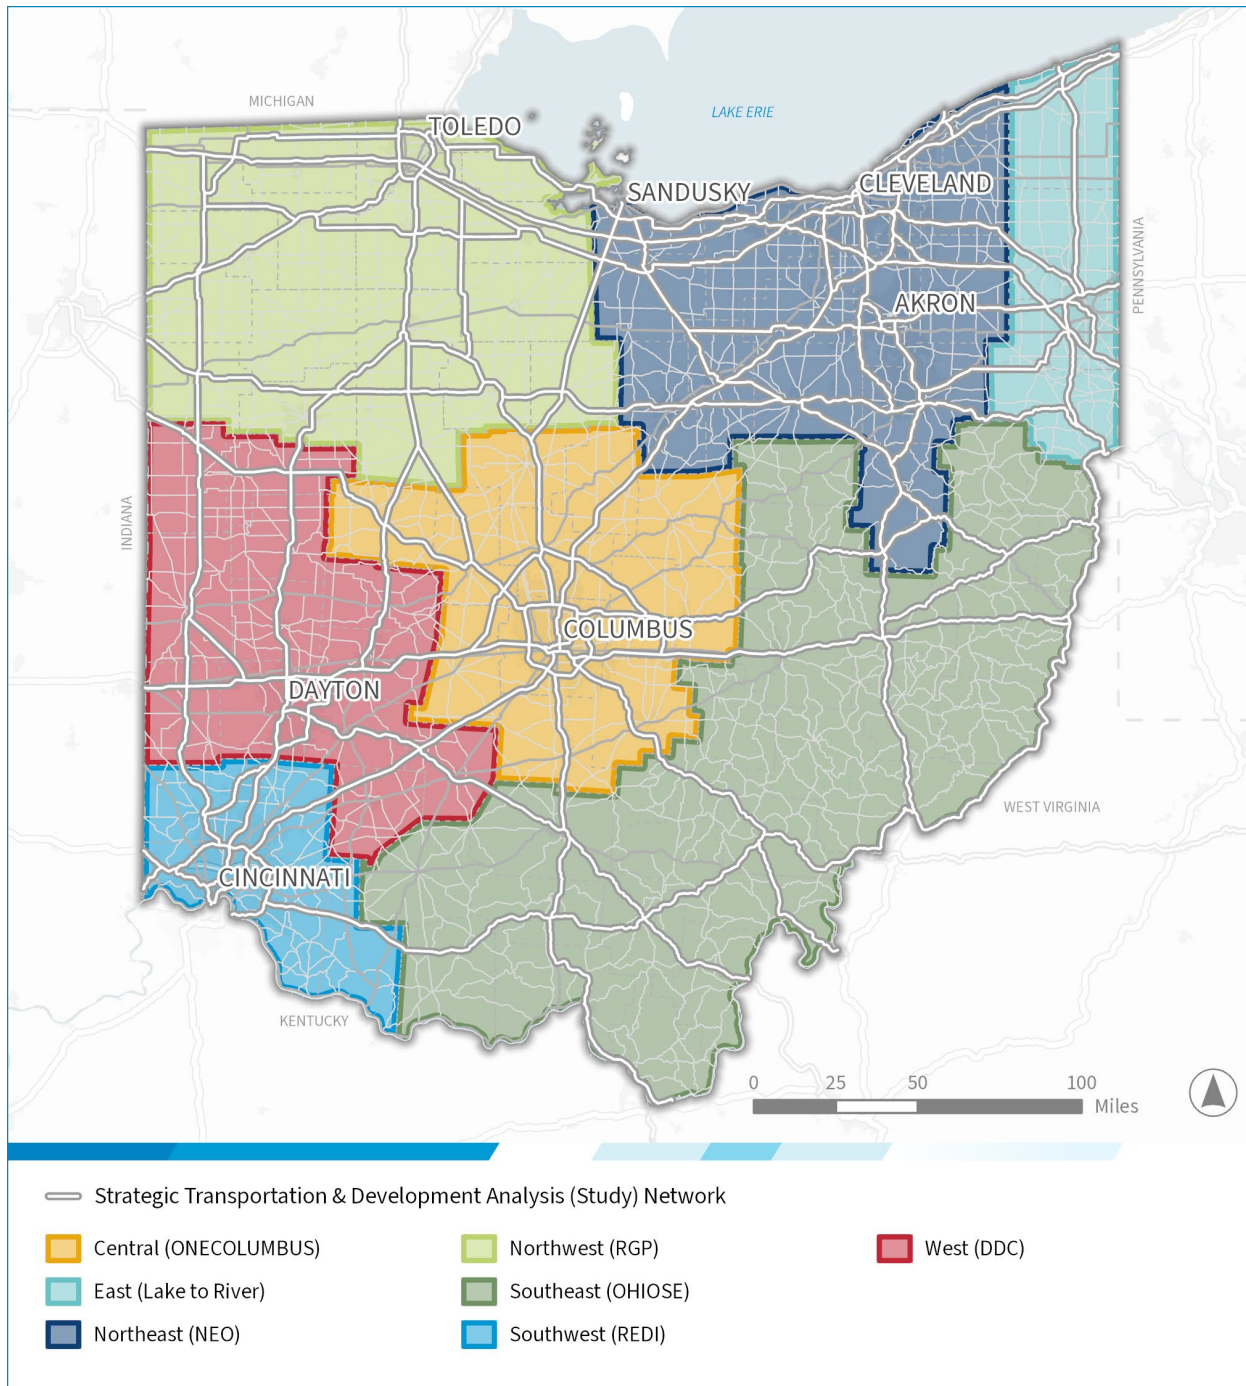 MICHIGAN
LAKE ERIE
TOLEDO
SANDUSKY
CLEVELAND
PENNSYLVANIA
AKRON
INDIANA
COLUMBUS
DAYTON
WEST VIRGINIA
CINCINNATI
KENTUCKY
0 25 50 100
Miles
Strategic Transportation & Development Analysis (Study) Network
Central (ONECOLUMBUS)
East (Lake to River)
Northeast (NEO)
Northwest (RGP)
Southeast (OHIOSE)
Southwest (REDI)
West (DDC)